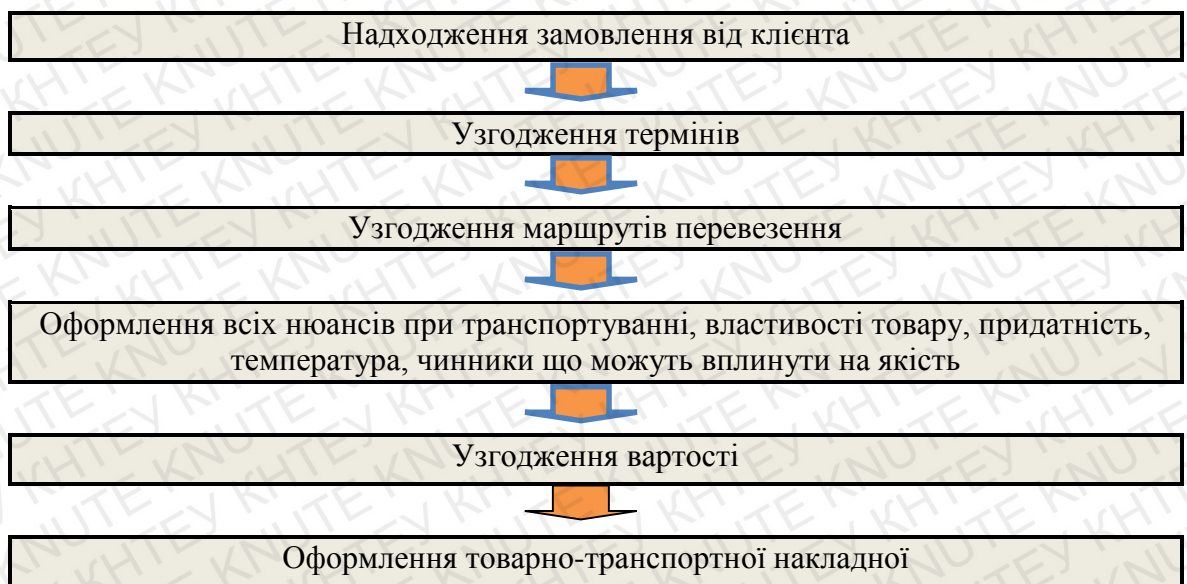 Надходження замовлення від клієнта
Узгодження термінів
Узгодження маршрутів перевезення
Оформлення всіх нюансів при транспортуванні, властивості товару, придатність,
температура, чинники що можуть вплинути на якість
Узгодження вартості
Оформлення товарно-транспортної накладної